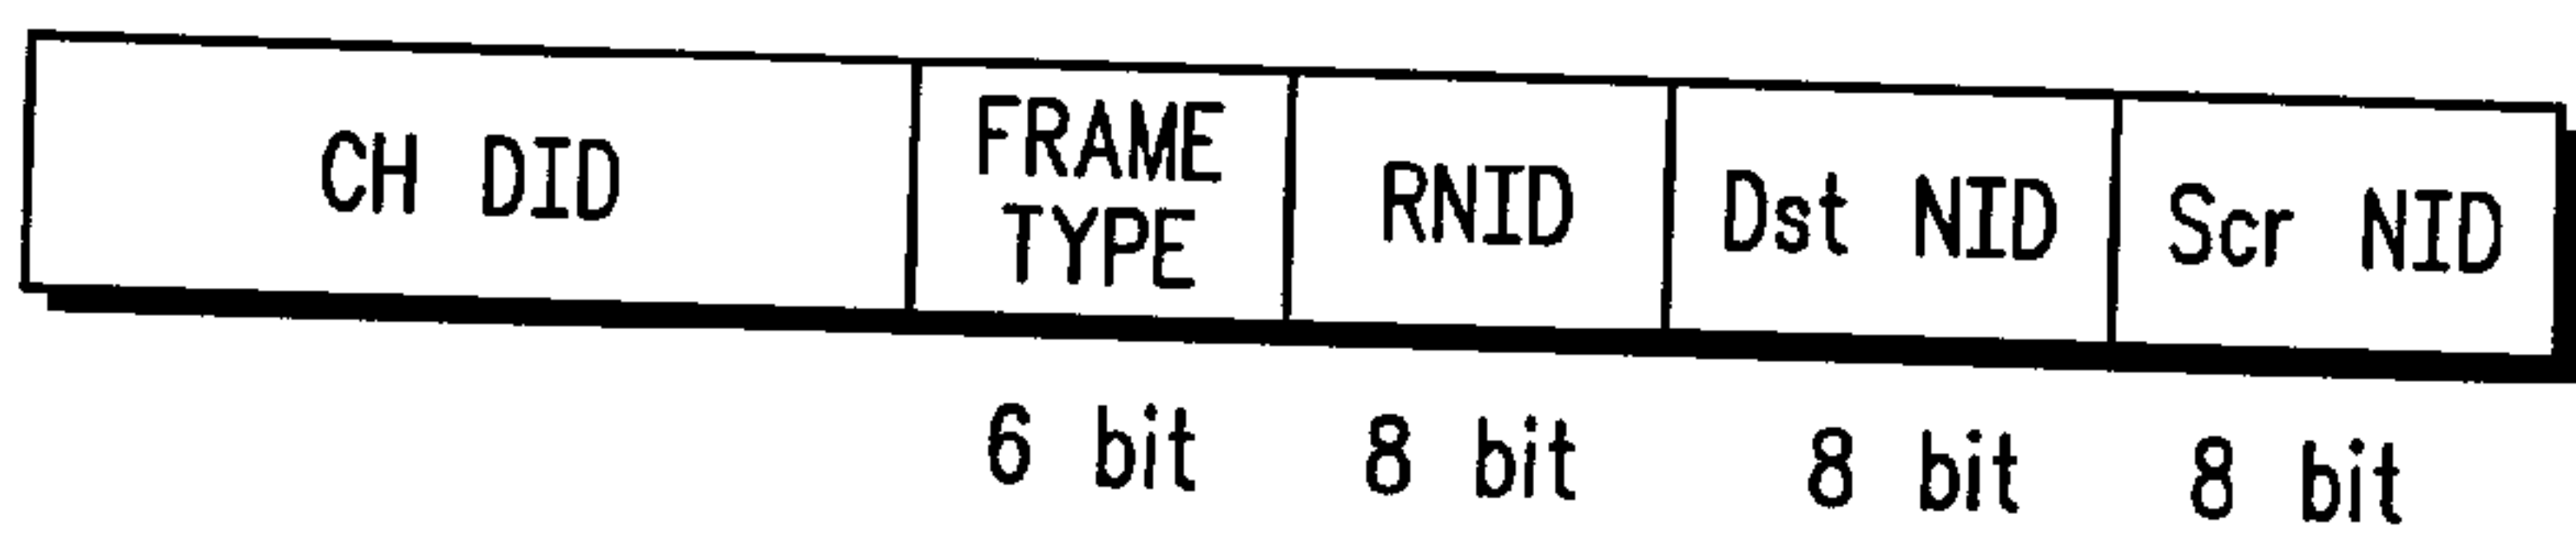 CH DID
FRAME
TYPE
RNID
Dst NID
Scr NID
6 bit
8 bit
8 bit
8 bit